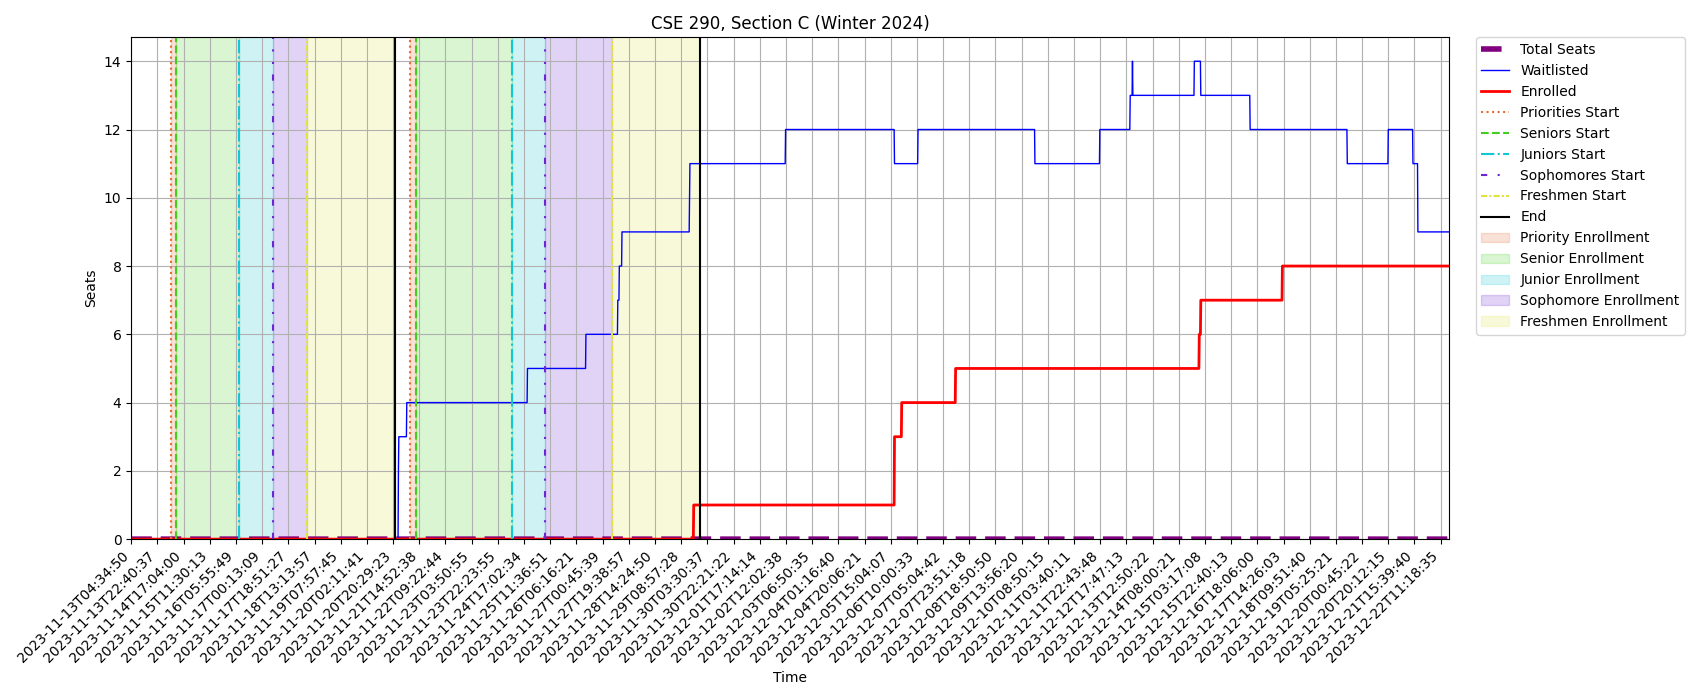 CSE 290, Section C (Winter 2024)
Seats
14
12
10
8
6
4
2
0
2023-11-13T04:34:50
2023-11-13T22:40:37
2023-11-14T17:04:00
2023-11-15T11:30:13
2023-11-16T05:55:49
2023-11-17T00:13:09
2023-11-17T18:51:27
2023-11-18T13:13:57
2023-11-19T07:57:45
2023-11-20T02:11:41
2023-11-20T20:29:23
2023-11-21T14:52:38
2023-11-22T09:22:44
2023-11-23T03:50:55
2023-11-23T22:23:55
2023-11-24T17:02:34
2023-11-25T11:36:51
2023-11-26T06:16:21
2023-11-27T00:45:39
2023-11-27T19:38:57
2023-11-28T14:24:50
2023-11-29T08:57:28
2023-11-30T03:30:37
2023-11-30T22:21:22
2023-12-01T17:14:14
2023-12-02T12:02:38
2023-12-03T06:50:35
2023-12-04T01:16:40
2023-12-04T20:06:21
2023-12-05T15:04:07
2023-12-06T10:00:33
2023-12-07T05:04:42
2023-12-07T23:51:18
2023-12-08T18:50:50
2023-12-09T13:56:20
2023-12-10T08:50:15
2023-12-11T03:40:11
2023-12-11T22:43:48
2023-12-12T17:47:13
2023-12-13T12:50:22
2023-12-14T08:00:21
2023-12-15T03:17:08
2023-12-15T22:40:13
2023-12-16T18:06:00
2023-12-17T14:26:03
2023-12-18T09:51:40
2023-12-19T05:25:21
2023-12-20T00:45:22
2023-12-20T20:12:15
2023-12-21T15:39:40
2023-12-22T11:18:35
Time
Total Seats
Waitlisted
Enrolled
Priorities Start
Seniors Start
Juniors Start
Sophomores Start
Freshmen Start
End
Priority Enrollment
Senior Enrollment
Junior Enrollment
Sophomore Enrollment
Freshmen Enrollment